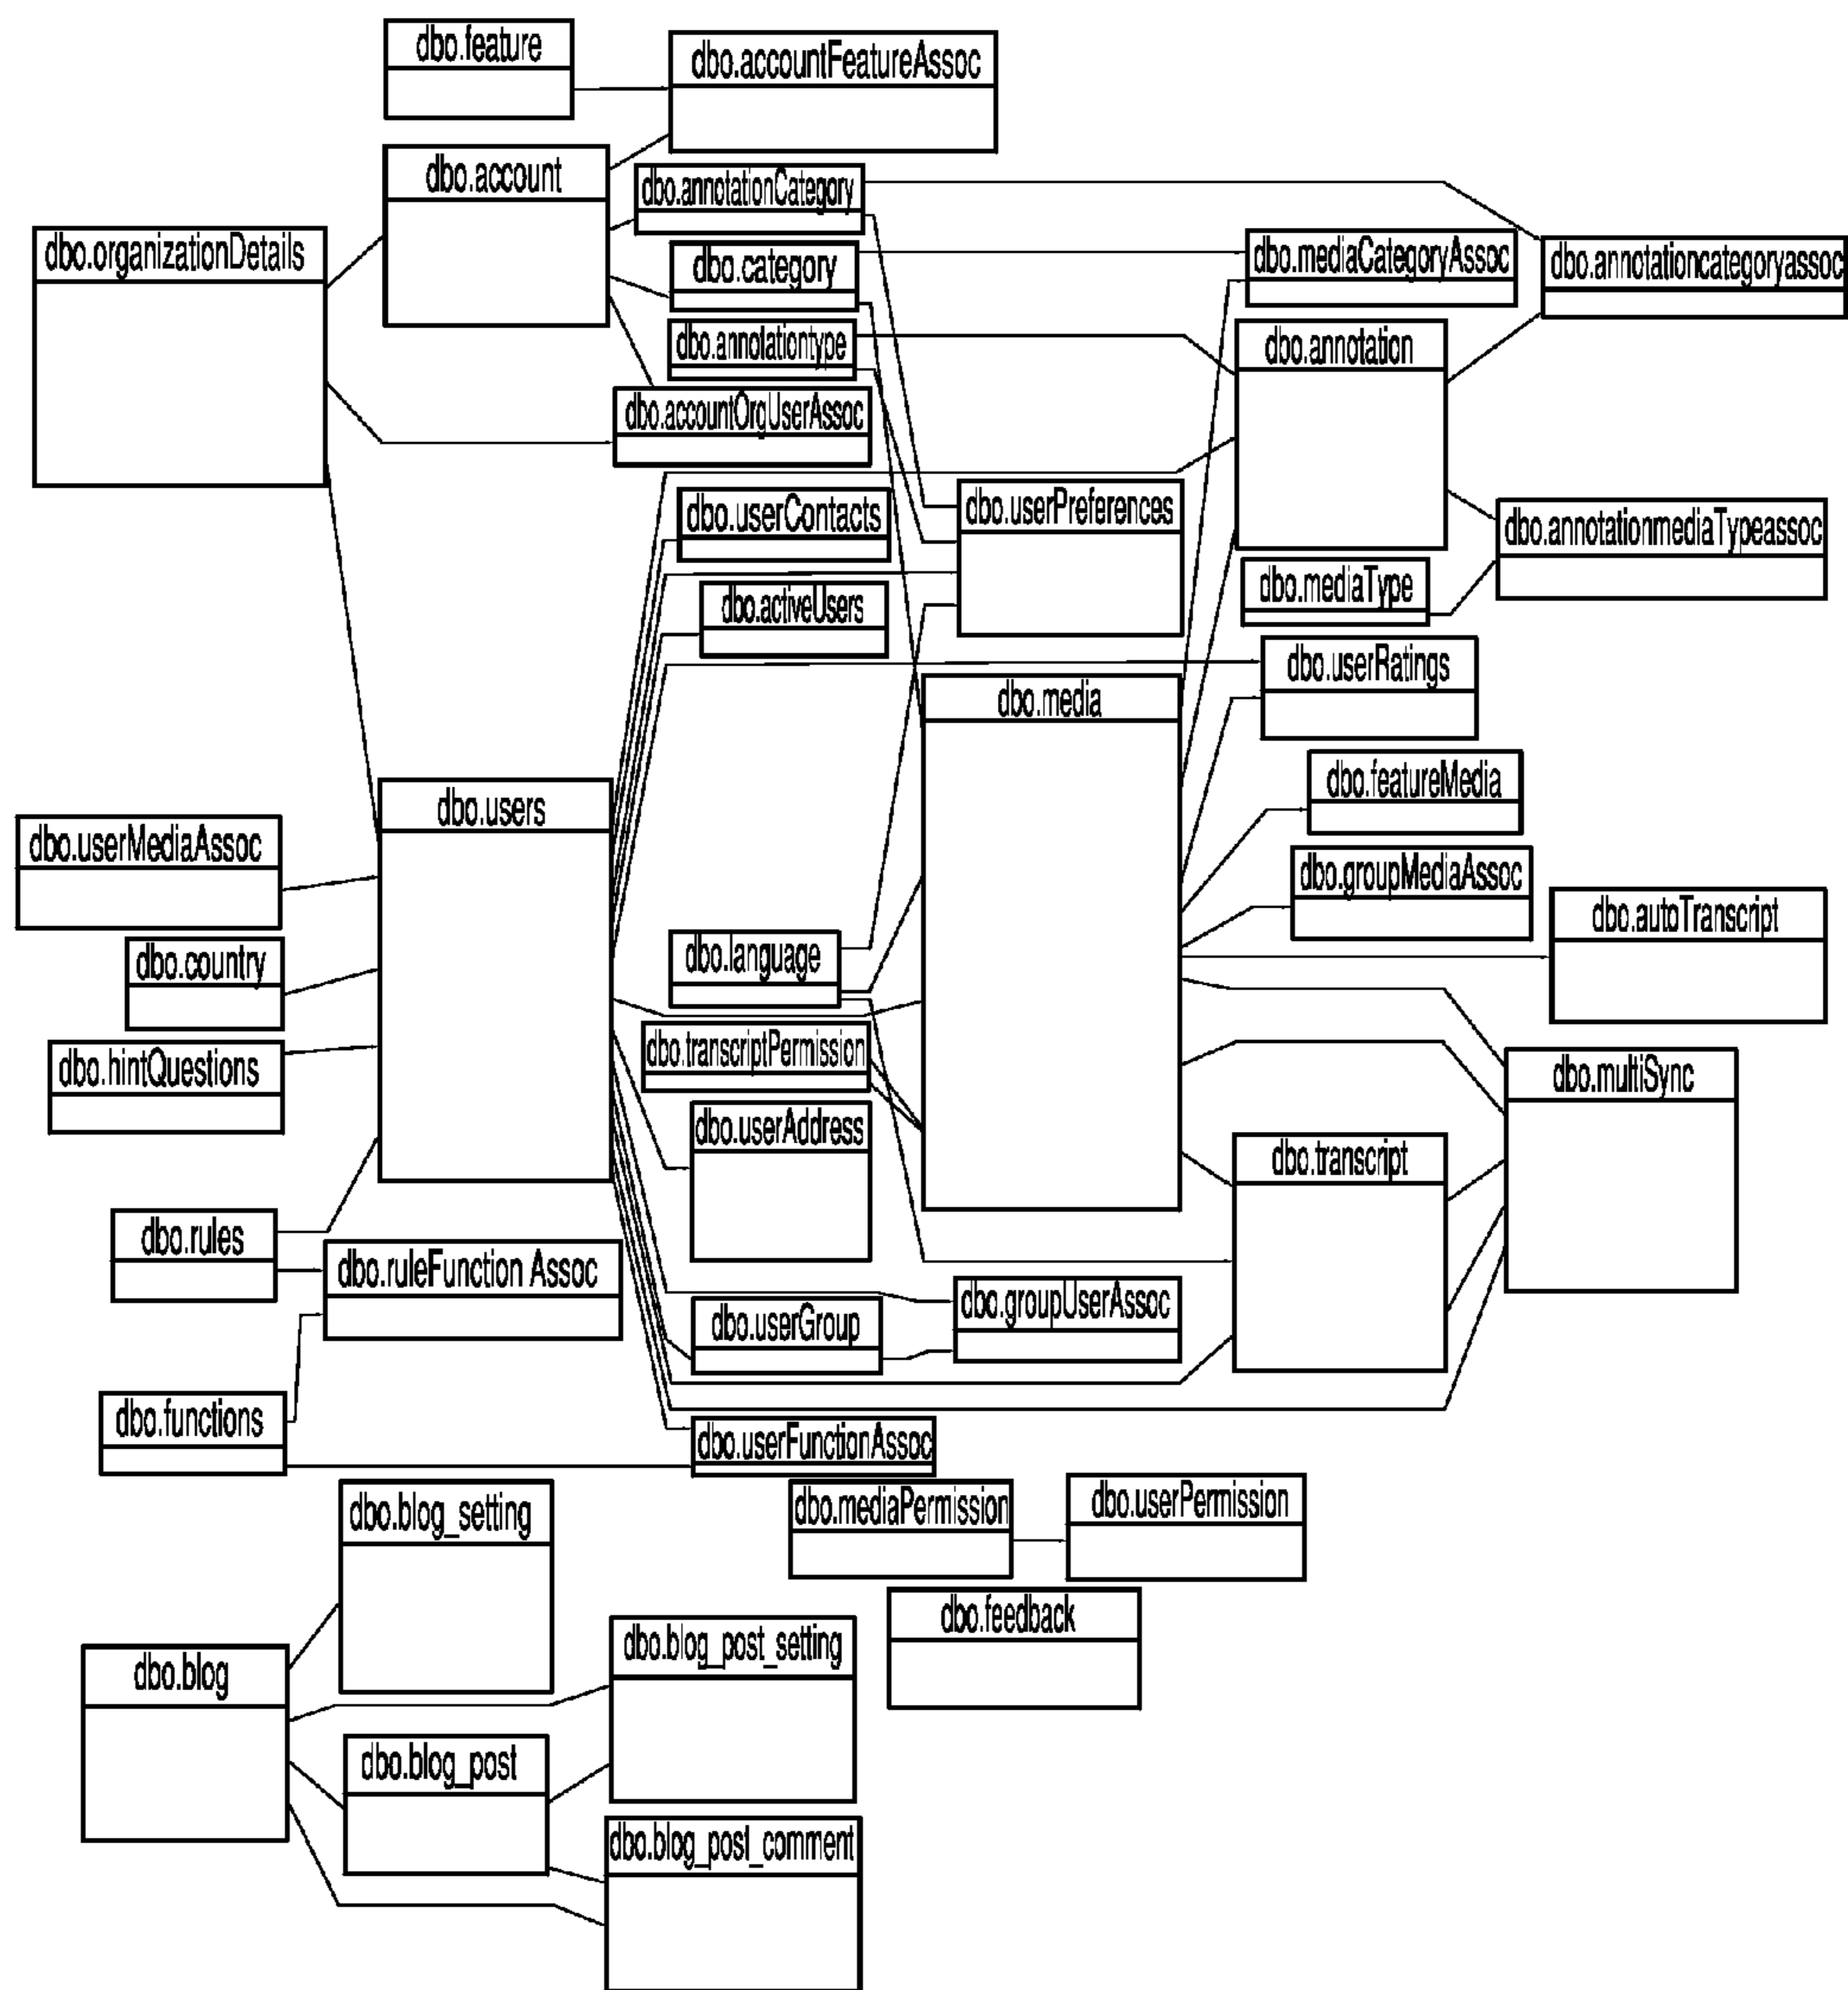 dbo.feature
dbo.accountFeatureAssoc
dbo.account
dbo.annotationCategory
dbo.organizationDetails
dbo.category
dbo.mediaCategoryAssoc
dbo.annotationcategoryassoc
dbo.annotationtype
dbo.annotation
dbo.accountOrgUserAssoc
dbo.userContacts
dbo.userPreferences
dbo.annotationmediaTypeassoc
dbo.mediaType
dbo.activeUsers
dbo.userRatings
dbo.media
dbo.featureMedia
dbo.users
dbo.userMediaAssoc
dbo.groupMediaAssoc
dbo.autoTranscript
dbo.country
dbo.language
dbo.transcriptPermission
dbo.hintQuestions
dbo.multiSync
dbo.userAddress
dbo.transcript
dbo.rules
dbo.ruleFunction Assoc
dbo.groupUserAssoc
dbo.userGroup
dbo.functions
dbo.userFunctionAssoc
dbo.mediaPermission
dbo.userPermission
dbo.blog_setting
dbo.feedback
dbo.blog_post_setting
dbo.blog
dbo.blog_post
dbo.blog_post_comment